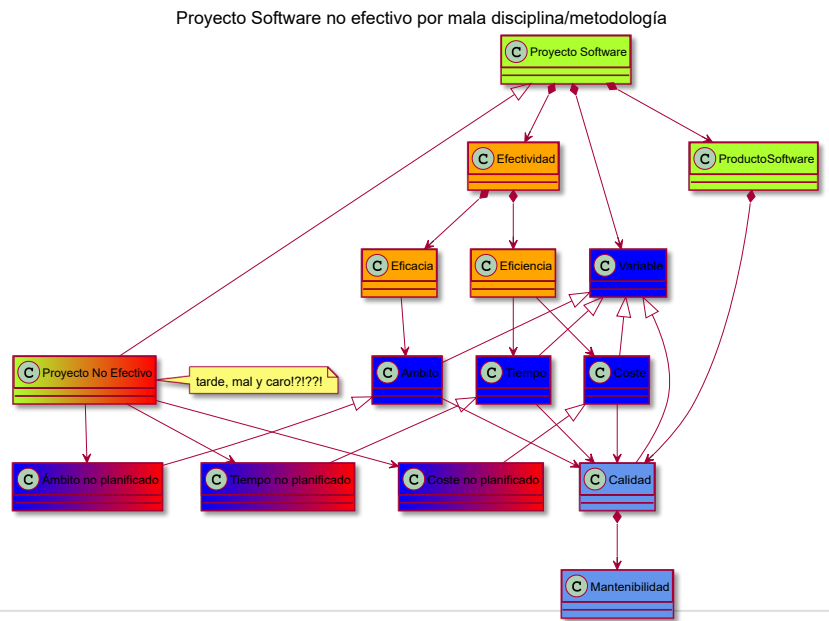 Proyecto Software no efectivo por mala disciplina/metodología
C Proyecto Software
C Efectividad
C ProductoSoftware
C Eficacia
C Eficiencia
C Variable
C Proyecto No Efectivo
tarde, mal y caro!?!??!
C Ambito
C Tiempo
C Coste
C Ámbito no planificado
C Tiempo no planificado
C Coste no planificado
C Calidad
C Mantenibilidad